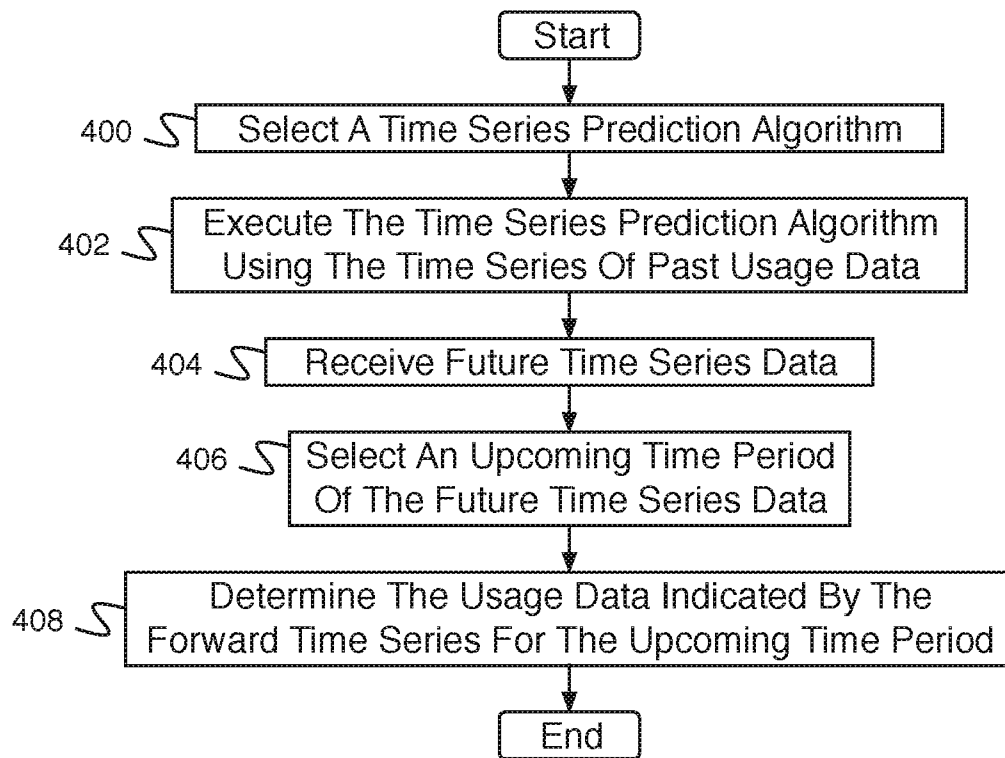 Start
400
Select A Time Series Prediction Algorithm
402
Execute The Time Series Prediction Algorithm
Using The Time Series Of Past Usage Data
404
Receive Future Time Series Data
406
Select An Upcoming Time Period
Of The Future Time Series Data
408
Determine The Usage Data Indicated By The
Forward Time Series For The Upcoming Time Period
End